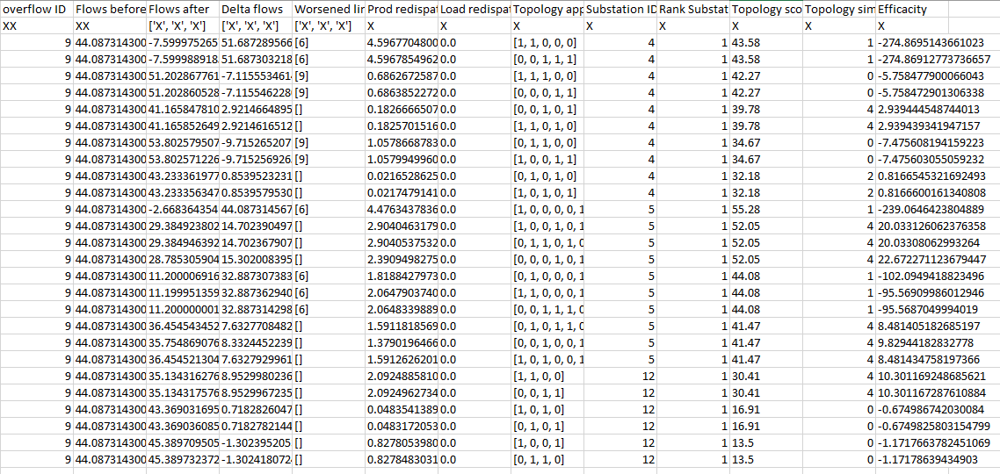 overflow ID Flows before Flows after Delta flows Worsened lin Prod redispat Load redispat Topology app Substation ID Rank Substat Topology sco Topology sim Efficacity
XX XX ['X', 'X', 'X'] ['X', 'X', 'X'] ['X', 'X', 'X'] X X X X X X X X
9 44.087314300 -7.599975265 51.687289566 [6] 4.5967704800 0.0 [1, 1, 0, 0, 0] 4 1 43.58 1 -274.8695143661023
9 44.087314300 -7.599988918 51.687303218 [6] 4.5967854962 0.0 [0, 0, 1, 1, 1] 4 1 43.58 1 -274.86912773736657
9 44.087314300 51.202867761 -7.1155534614 [9] 0.6862672587 0.0 [1, 1, 1, 0, 0] 4 1 42.27 0 -5.758477900066043
9 44.087314300 51.202860528 -7.1155462280 [9] 0.6863852272 0.0 [0, 0, 0, 1, 1] 4 1 42.27 0 -5.758472901306338
9 44.087314300 41.165847810 2.9214664895 [] 0.1826666507 0.0 [0, 0, 1, 0, 1] 4 1 39.78 4 2.939444548744013
9 44.087314300 41.165852649 2.9214616512 [] 0.1825701516 0.0 [1, 1, 0, 1, 0] 4 1 39.78 4 2.939439341947157
9 44.087314300 53.802579507 -9.715265207 [9] 1.0578668783 0.0 [0, 1, 1, 0, 0] 4 1 34.67 0 -7.475608194159223
9 44.087314300 53.802571226 -9.715256926 [9] 1.0579949960 0.0 [1, 0, 0, 1, 1] 4 1 34.67 0 -7.475603055059232
9 44.087314300 43.233361977 0.8539523231 [] 0.0216528625 0.0 [0, 1, 0, 1, 0] 4 1 32.18 2 0.8166545321692493
9 44.087314300 43.233356347 0.8539579530 [] 0.0217479141 0.0 [1, 0, 1, 0, 1] 4 1 32.18 2 0.8166600161340808
9 44.087314300 -2.668364354 44.087314567 [6] 4.4763437836 0.0 [1, 0, 0, 0, 0, 1 5 1 55.28 1 -239.0646423804889
9 44.087314300 29.384923802 14.702390497 [] 2.9040463179 0.0 [1, 1, 0, 1, 0, 1 5 1 52.05 4 20.033126062376358
9 44.087314300 29.384946392 14.702367907 [] 2.9040537532 0.0 [0, 1, 1, 0, 1, 0 5 1 52.05 4 20.03308062993264
9 44.087314300 28.785305904 15.302008395 [] 2.3909498275 0.0 [0, 0, 0, 1, 0, 1 5 1 52.05 4 22.672271123679447
9 44.087314300 11.200006916 32.887307383 [6] 1.8188427973 0.0 [0, 1, 0, 0, 0, 1 5 1 44.08 1 -102.0949418823496
9 44.087314300 11.199951359 32.887362940 [6] 2.0647903740 0.0 [1, 1, 0, 0, 0, 1 5 1 44.08 1 -95.56909986012946
9 44.087314300 11.200000001 32.887314298 [6] 2.0648339889 0.0 [0, 0, 1, 1, 1, 0 5 1 44.08 1 -95.5687049994019
9 44.087314300 36.454543452 7.6327708482 [] 1.5911818569 0.0 [0, 1, 0, 1, 1, 0 5 1 41.47 4 8.481405182685197
9 44.087314300 35.754869076 8.3324452239 [] 1.3790196466 0.0 [0, 0, 1, 0, 0, 1 5 1 41.47 4 9.82944182832778
9 44.087314300 36.454521304 7.6327929961 [] 1.5912626201 0.0 [1, 0, 1, 0, 0, 1 5 1 41.47 4 8.481434758197366
9 44.087314300 35.134316276 8.9529980236 [] 2.0924885810 0.0 [1, 1, 0, 0] 12 1 30.41 4 10.301169248685621
9 44.087314300 35.134317576 8.9529967235 [] 2.0924962734 0.0 [0, 0, 1, 1] 12 1 30.41 4 10.301167287610884
9 44.087314300 43.369031695 0.7182826047 [] 0.0483541389 0.0 [1, 0, 1, 0] 12 1 16.91 0 -0.674986742030084
9 44.087314300 43.369036085 0.7182782144 [] 0.0483172053 0.0 [0, 1, 0, 1] 12 1 16.91 0 -0.6749825803154799
9 44.087314300 45.389709505 -1.302395205 [] 0.8278053980 0.0 [1, 0, 0, 1] 12 1 13.5 0 -1.1717663782451069
9 44.087314300 45.389732372 -1.3024180724 [] 0.8278483031 0.0 [0, 1, 1, 0] 12 1 13.5 0 -1.17178639434903